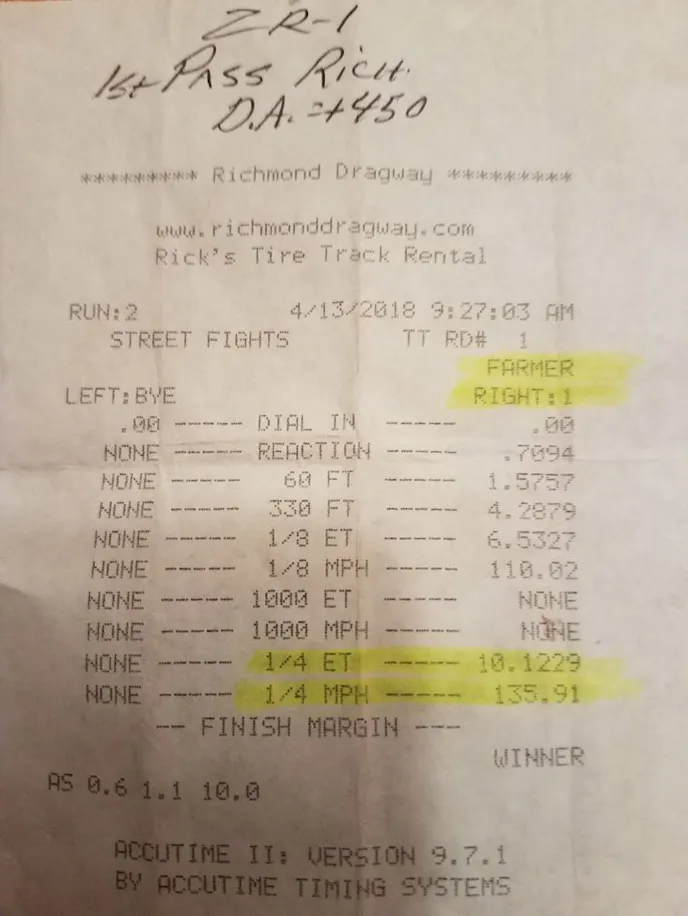 ZR-1
1st PASS RICH.
D.A. = +450
********* Richmond Dragway *********
www.richmonddragway.com
Rick's Tire Track Rental
RUN:2 4/13/2018 9:27:03 AM
STREET FIGHTS TT RD# 1
FARMER
LEFT:BYE RIGHT:1
.00 ----- DIAL IN ----- .00
NONE ----- REACTION ----- .7094
NONE ----- 60 FT ----- 1.5757
NONE ----- 330 FT ----- 4.2879
NONE ----- 1/8 ET ----- 6.5327
NONE ----- 1/8 MPH ----- 110.02
NONE ----- 1000 ET ----- NONE
NONE ----- 1000 MPH ----- NONE
NONE ----- 1/4 ET ----- 10.1229
NONE ----- 1/4 MPH ----- 135.91
-- FINISH MARGIN ---
WINNER
AS 0.6 1.1 10.0
ACCUTIME II: VERSION 9.7.1
BY ACCUTIME TIMING SYSTEMS